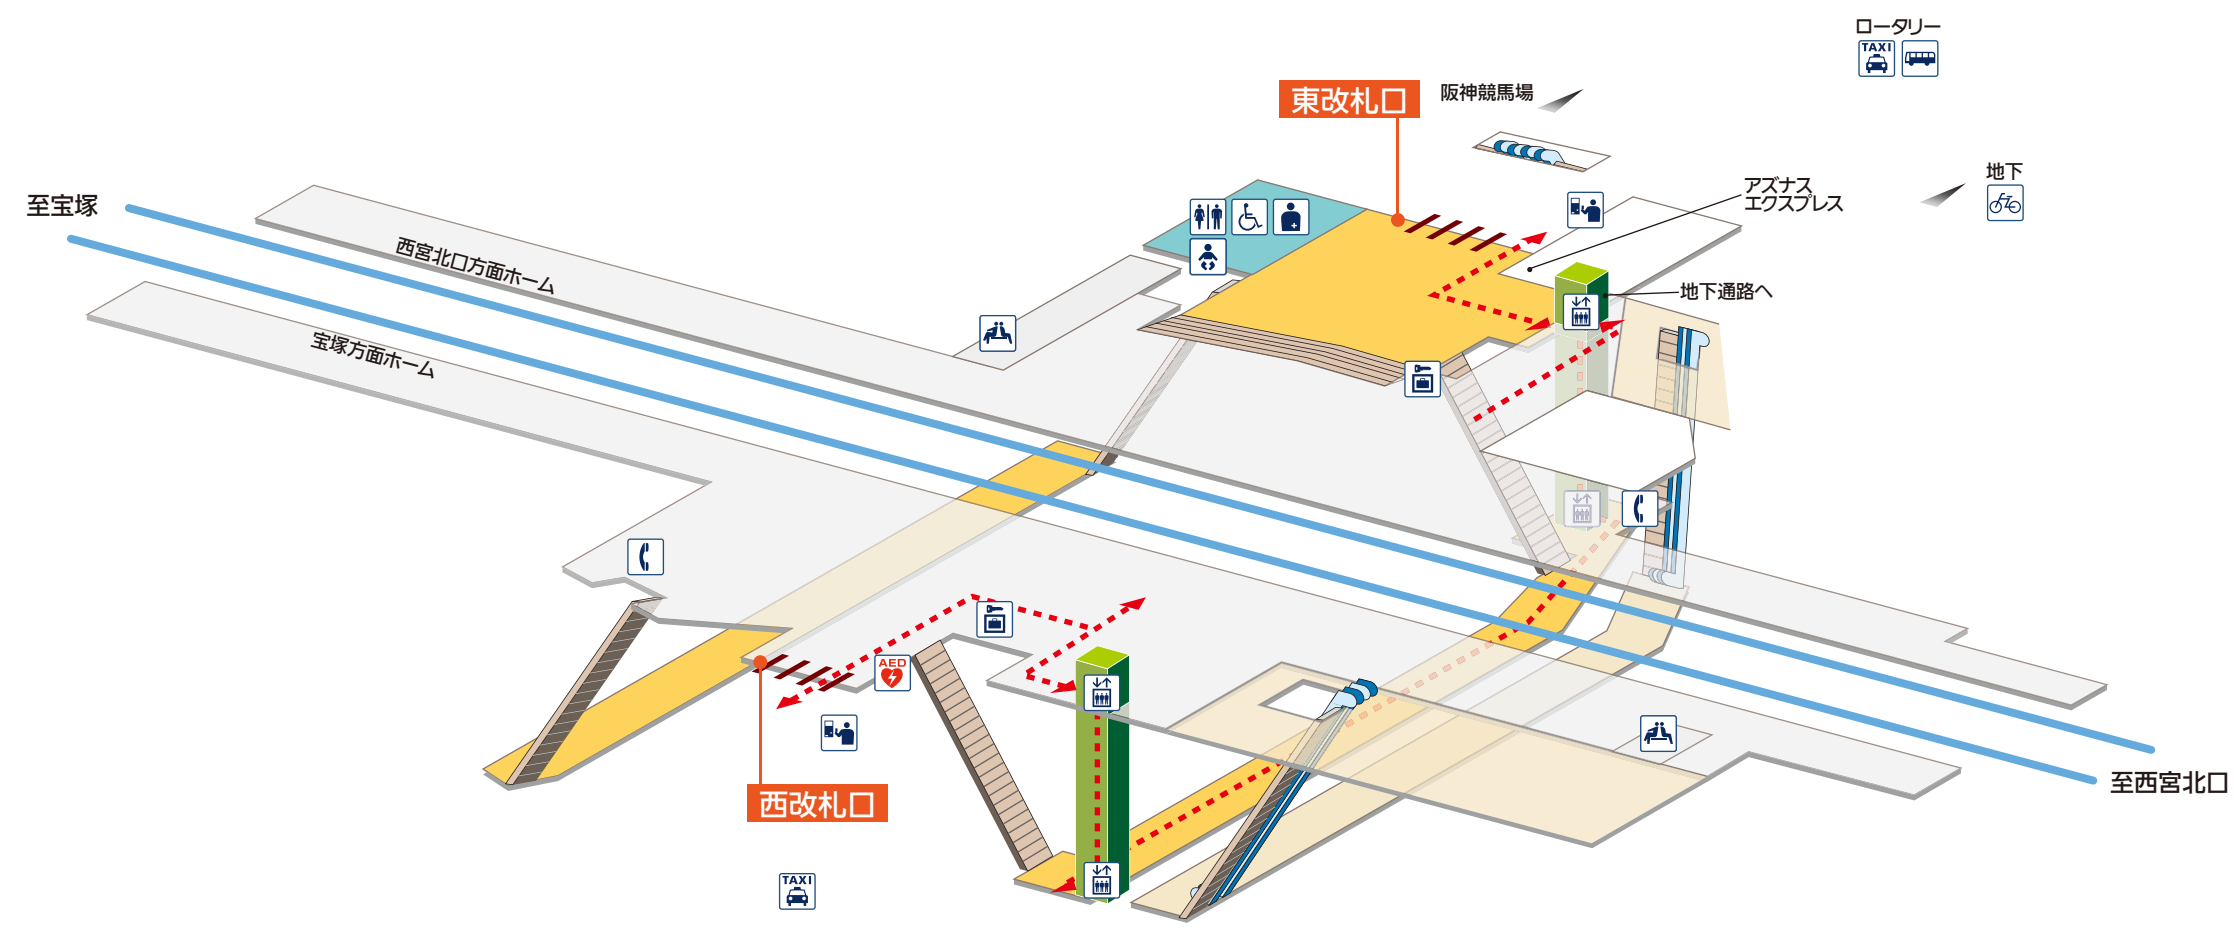 ロータリー
TAXI
東改札口
阪神競馬場
地下
アズナス
エクスプレス
至宝塚
西宮北口方面ホーム
地下通路へ
宝塚方面ホーム
AED
西改札口
至西宮北口
TAXI